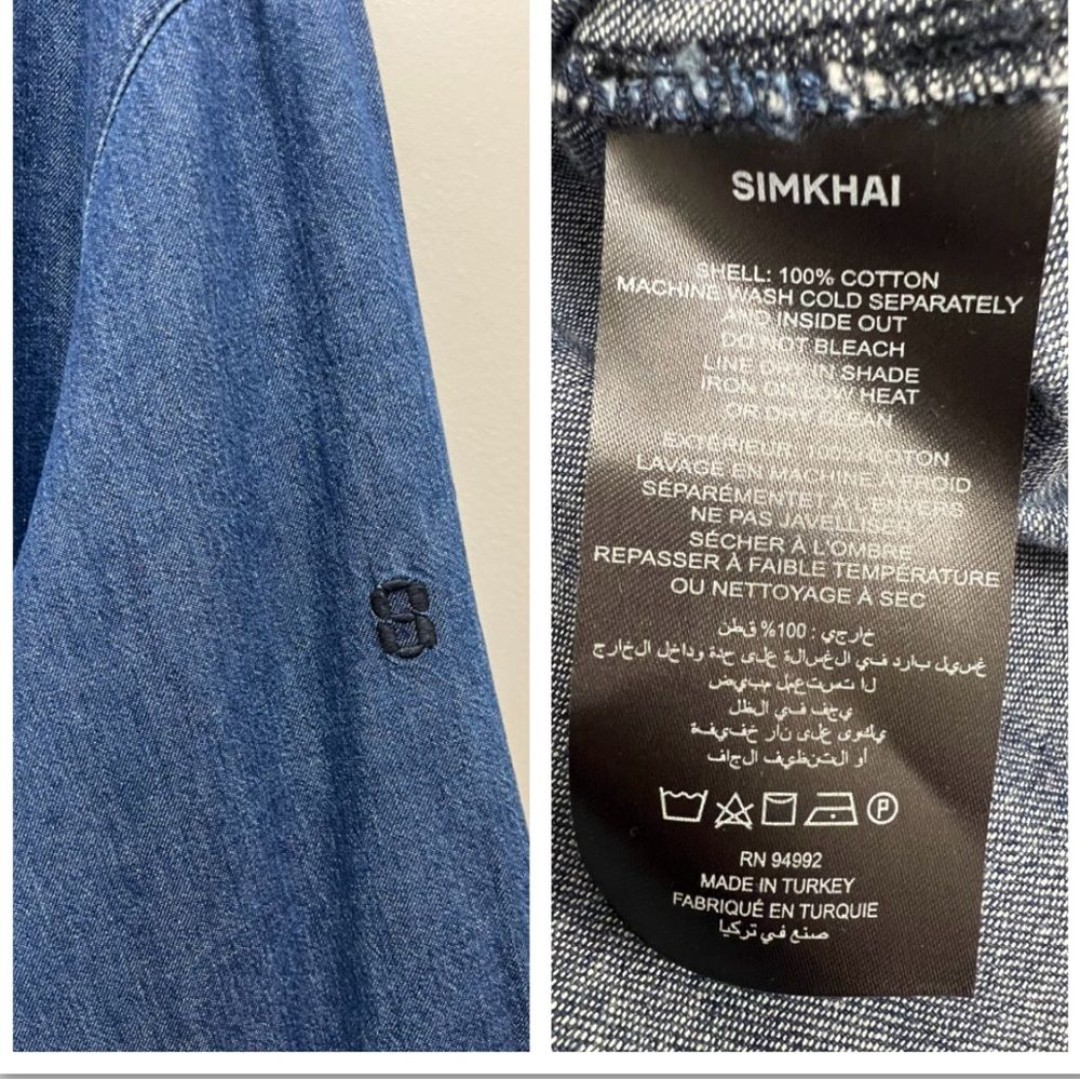 SIMKHAI
SHELL: 100% COTTON
MACHINE WASH COLD SEPARATELY
AND INSIDE OUT
DO NOT BLEACH
LINE DRY IN SHADE
IRON ON LOW HEAT
OR DRY CLEAN
EXTÉRIEUR: 100% COTON
LAVAGE EN MACHINE À FROID
SÉPARÉMENTET À L'ENVERS
NE PAS JAVELLISER
SÉCHER À L'OMBRE
REPASSER À FAIBLE TEMPÉRATURE
OU NETTOYAGE À SEC
خارجي : 100% قطن
غسيل بارد في الغسالة على حدة وداخل الخارج
لا تستعمل مبيض
يجف في الظل
يكوى على نار خفيفة
أو التنظيف الجاف
P
RN 94992
MADE IN TURKEY
FABRIQUÉ EN TURQUIE
صنع في تركيا